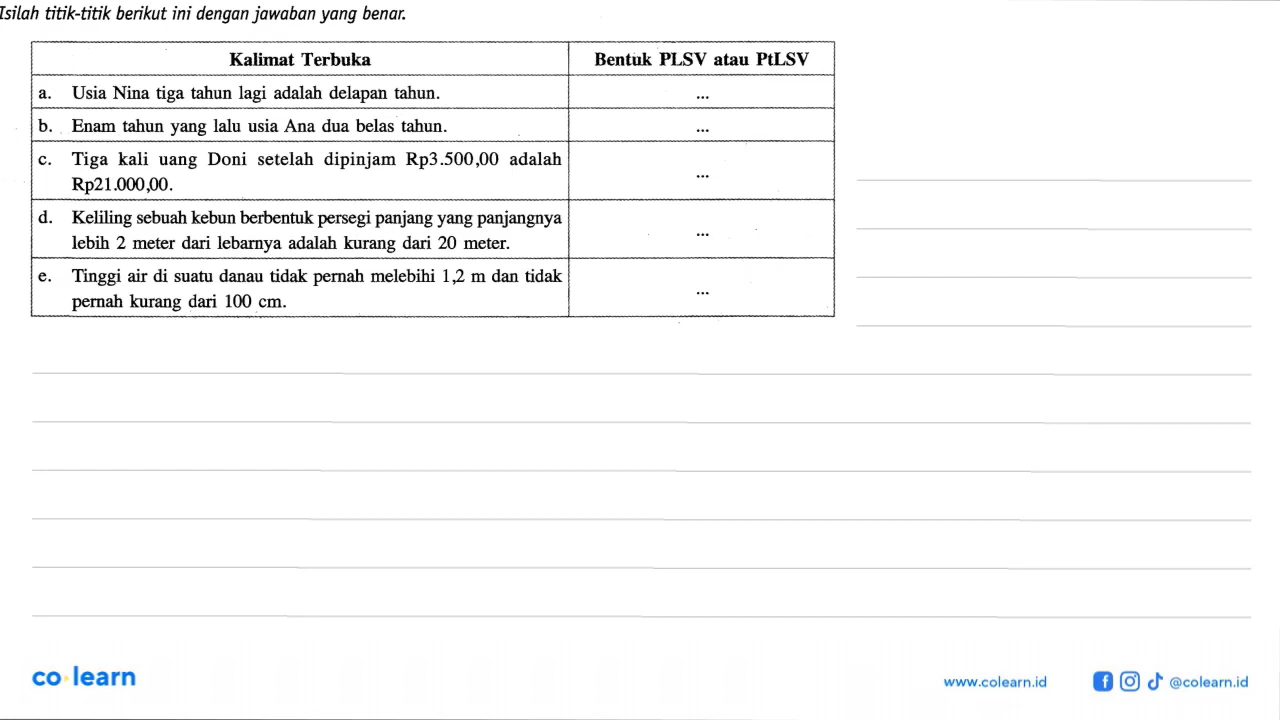 Isilah titik-titik berikut ini dengan jawaban yang benar.
Kalimat Terbuka
Bentuk PLSV atau PtLSV
a. Usia Nina tiga tahun lagi adalah delapan tahun.
...
b. Enam tahun yang lalu usia Ana dua belas tahun.
...
c. Tiga kali uang Doni setelah dipinjam Rp3.500,00 adalah
Rp21.000,00.
...
d. Keliling sebuah kebun berbentuk persegi panjang yang panjangnya
lebih 2 meter dari lebarnya adalah kurang dari 20 meter.
...
e. Tinggi air di suatu danau tidak pernah melebihi 1,2 m dan tidak
pernah kurang dari 100 cm.
...
co learn
www.colearn.id
@colearn.id